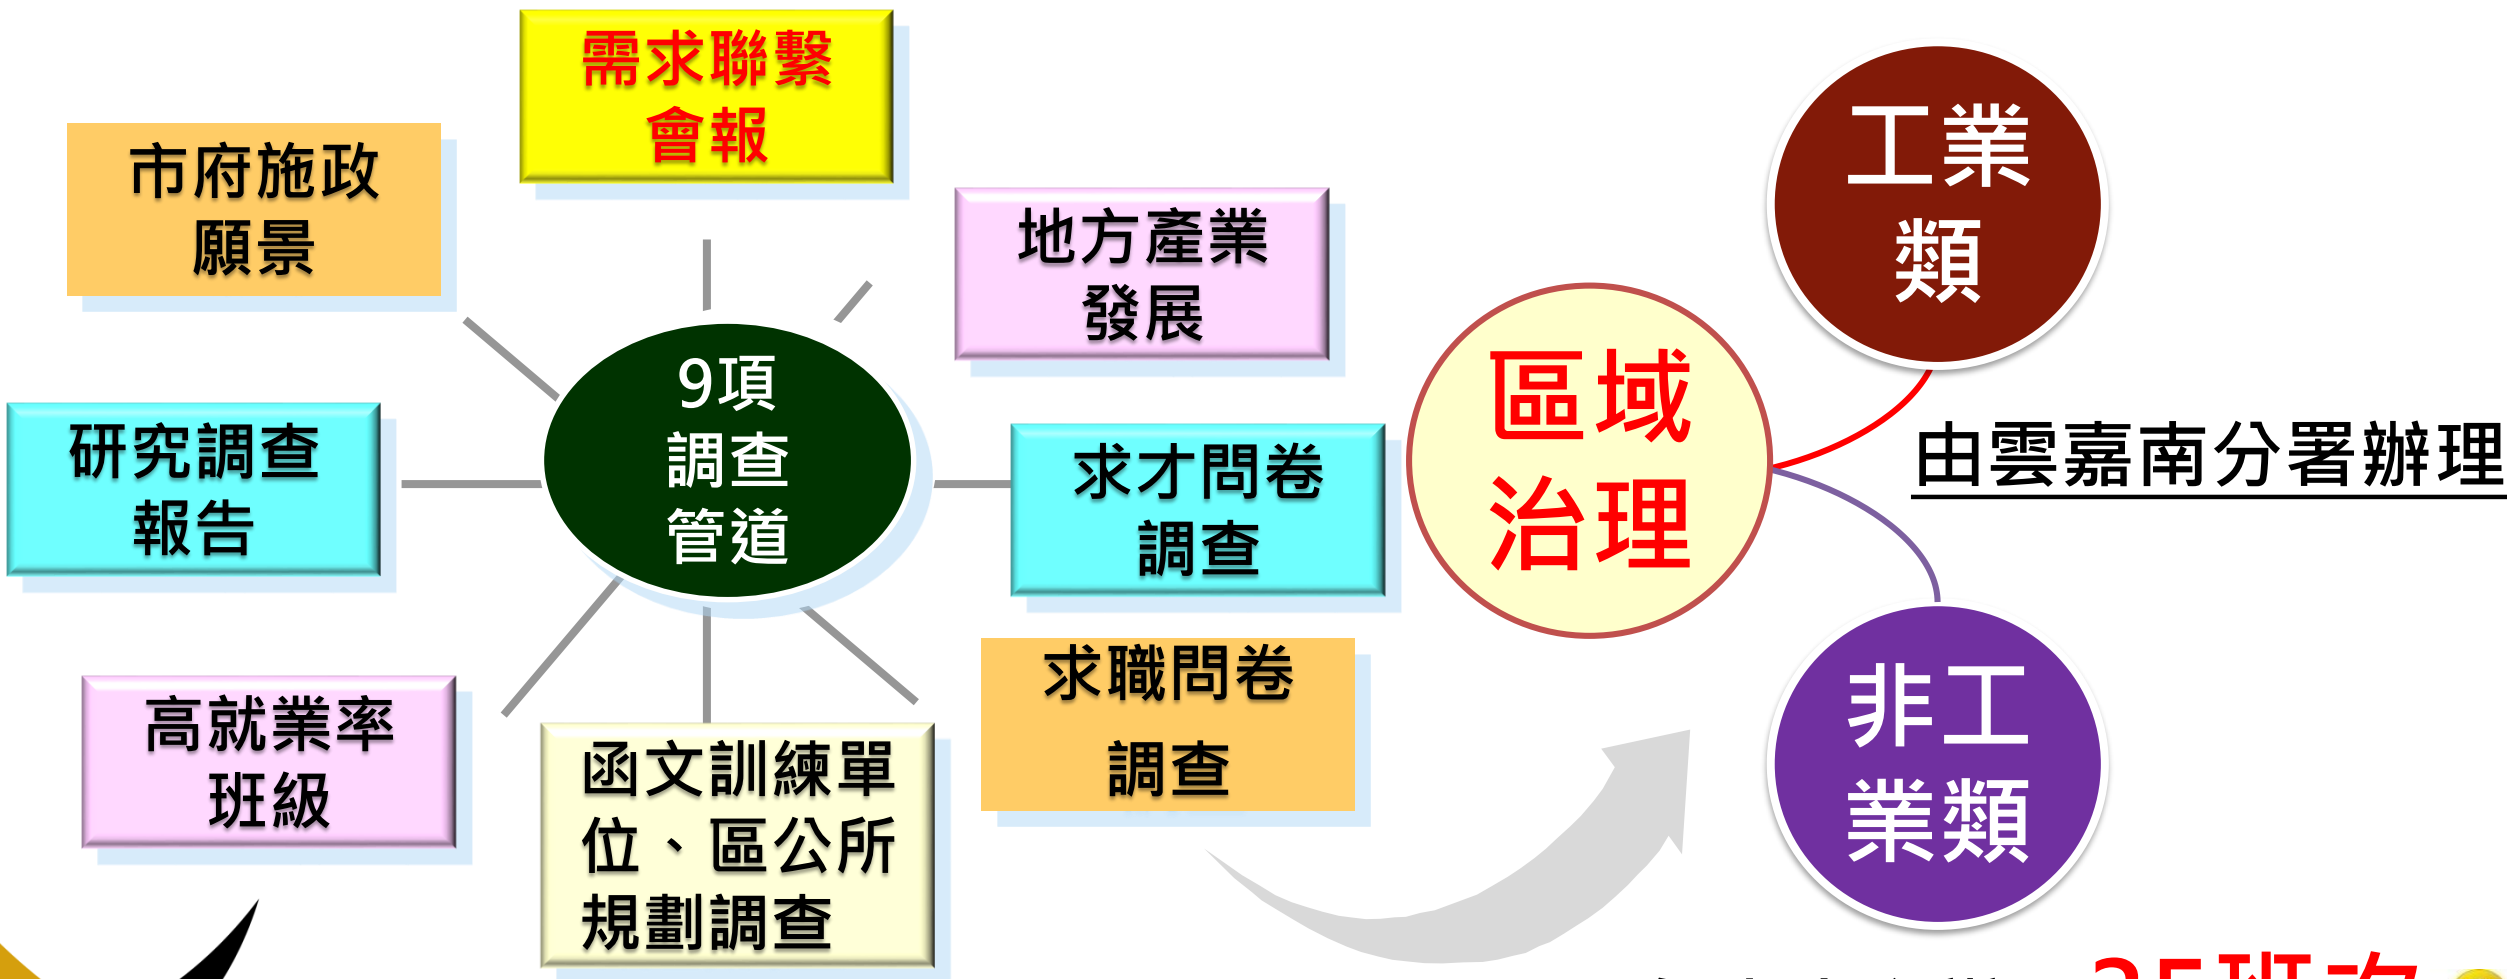 需求聯繫
會報
市府施政
願景
地方產業
發展
9項
調查
管道
研究調查
報告
求才問卷
調查
高就業率
班級
函文訓練單
位、區公所
規劃調查
求職問卷
調查
區域
治理
工業
類
由雲嘉南分署辦理
非工
業類
25班次